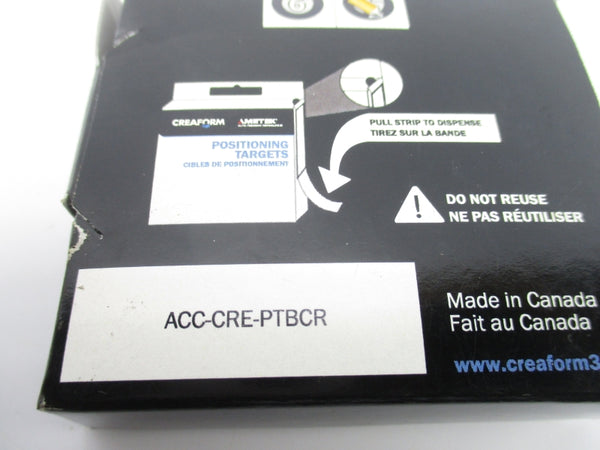 CREAFORM
AMETEK
POSITIONING
TARGETS
CIBLES DE POSITIONNEMENT
PULL STRIP TO DISPENSE
TIREZ SUR LA BANDE
DO NOT REUSE
NE PAS RÉUTILISER
ACC-CRE-PTBCR
Made in Canada
Fait au Canada
www.creaform3